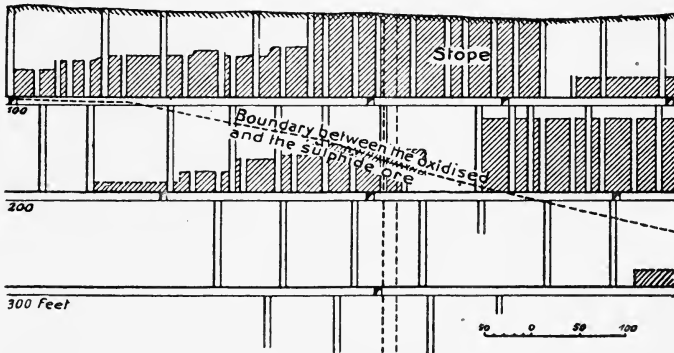 Stope
100
Boundary between the oxidised
and the sulphide ore
200
300 Feet
50 0 50 100